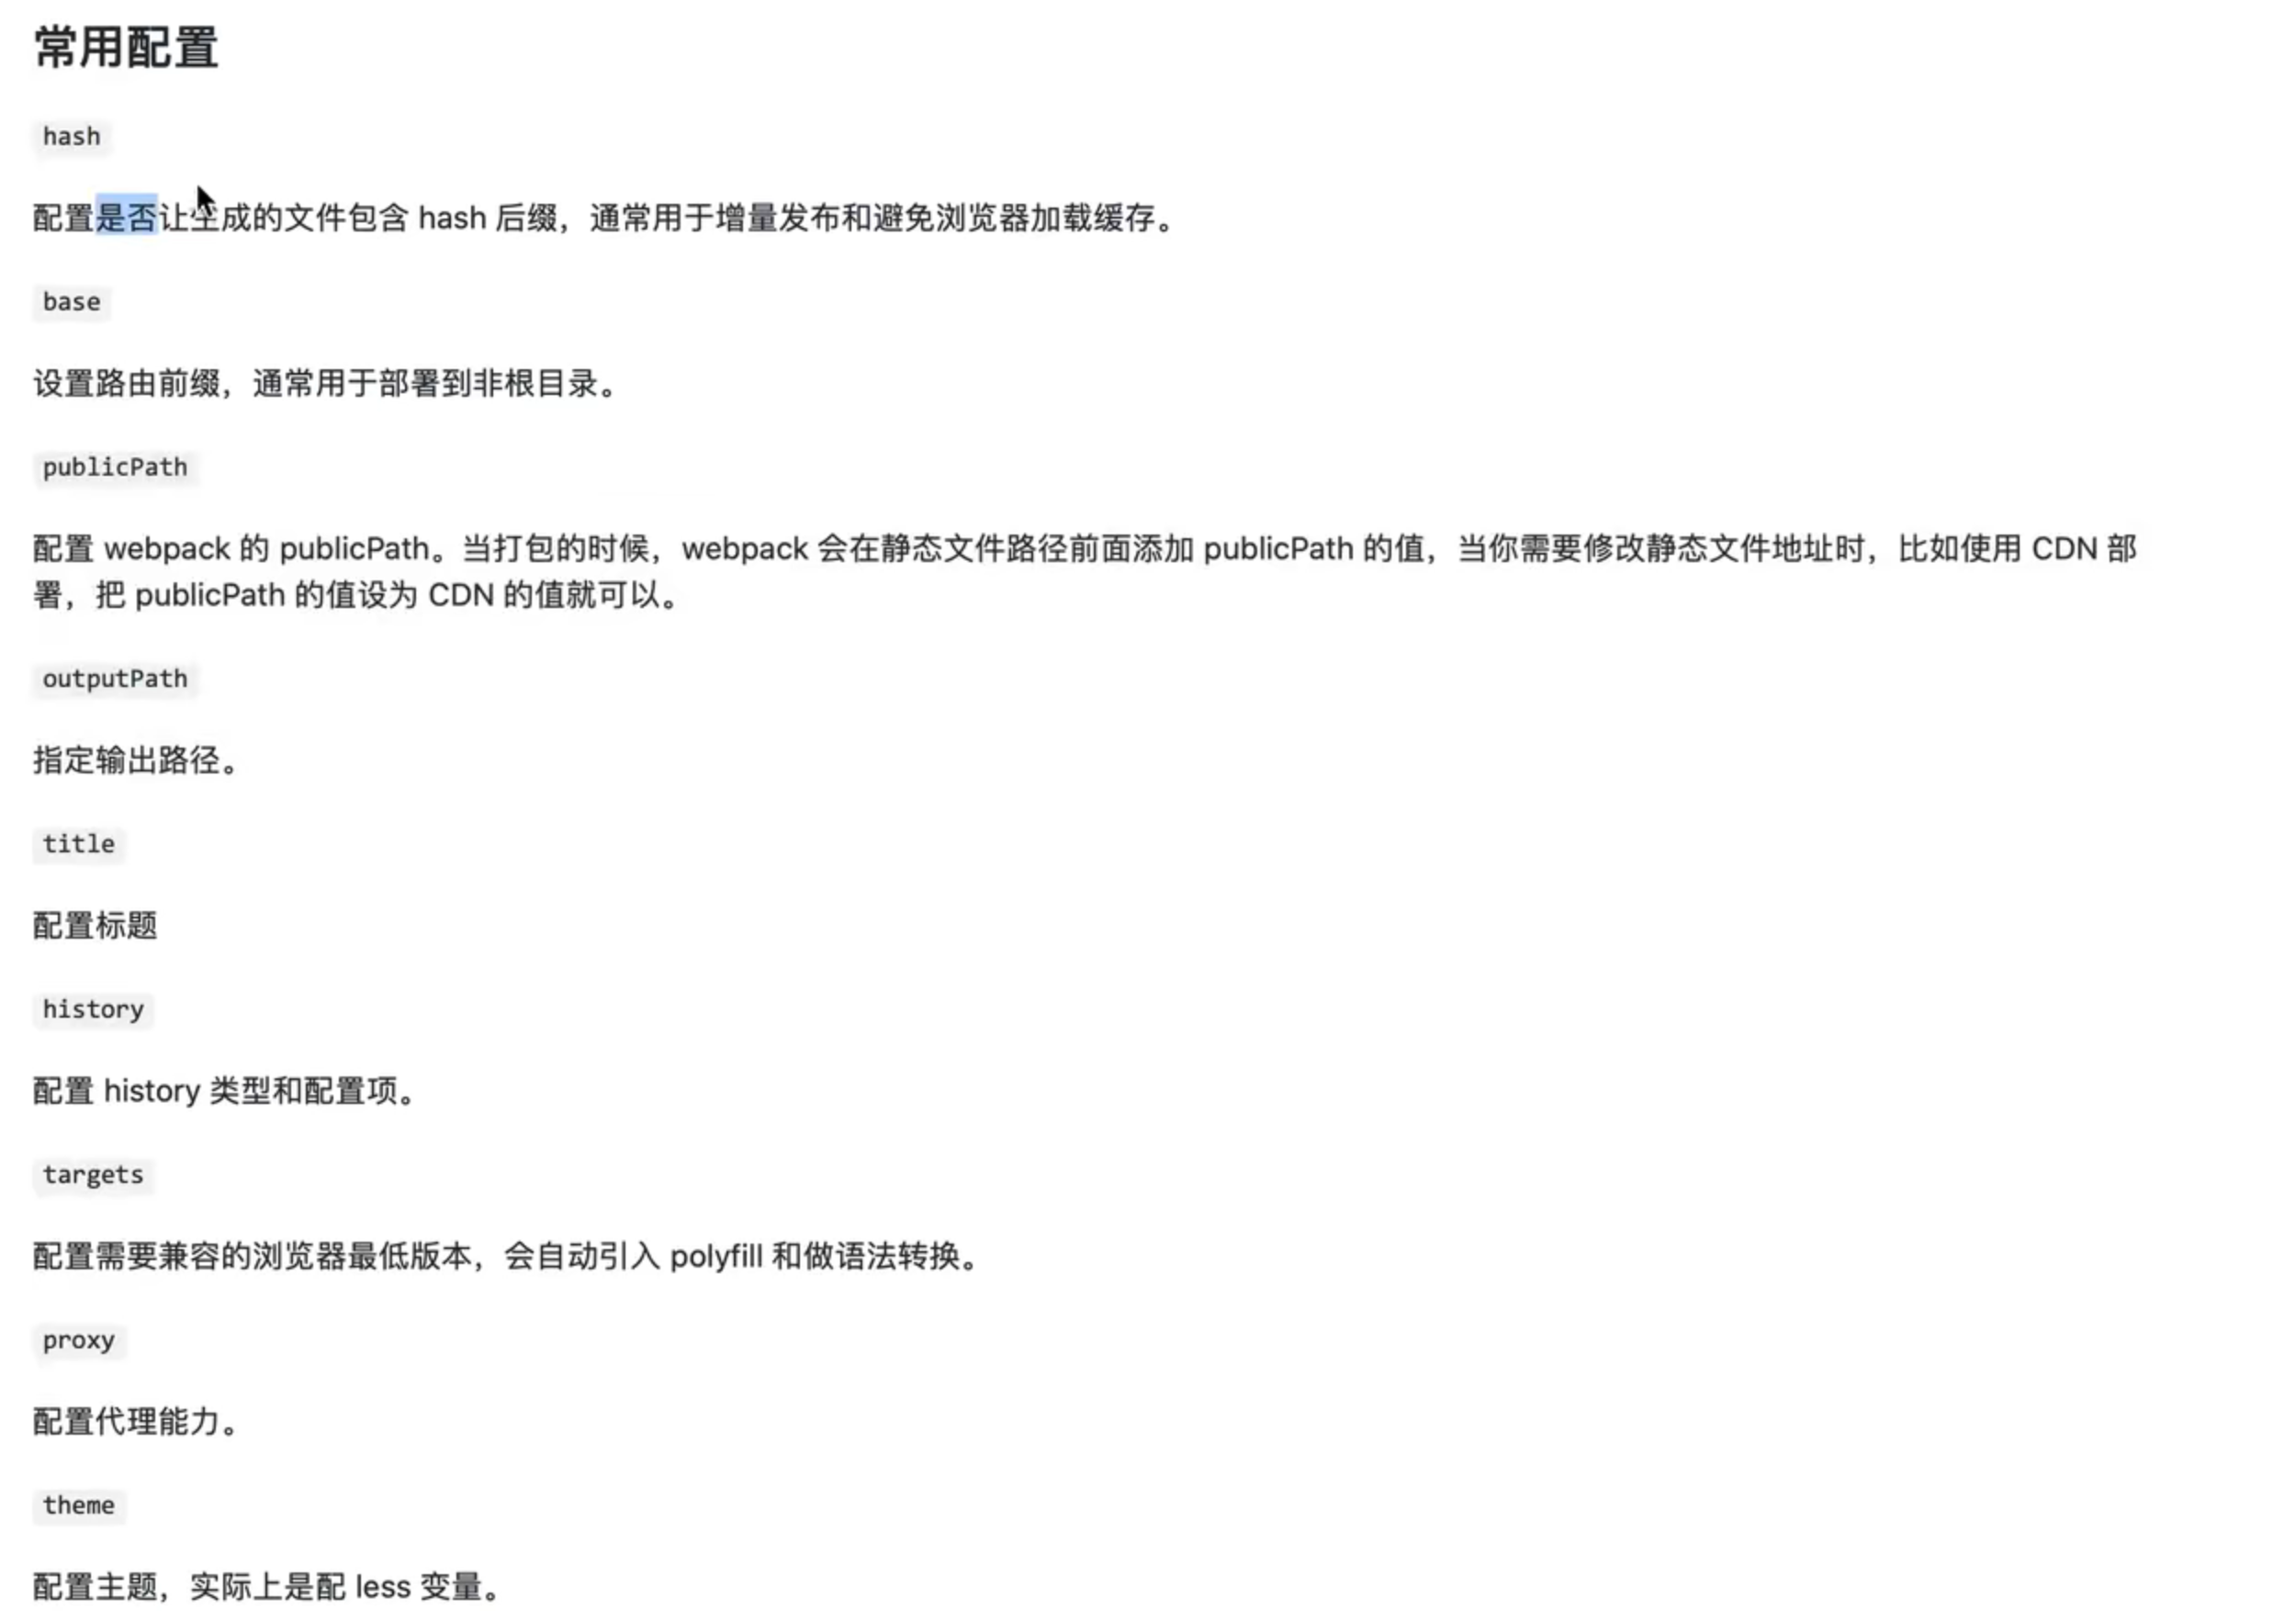 常用配置
hash
配置是否让生成的文件包含 hash 后缀，通常用于增量发布和避免浏览器加载缓存。
base
设置路由前缀，通常用于部署到非根目录。
publicPath
配置 webpack 的 publicPath。当打包的时候，webpack 会在静态文件路径前面添加 publicPath 的值，当你需要修改静态文件地址时，比如使用 CDN 部
署，把 publicPath 的值设为 CDN 的值就可以。
outputPath
指定输出路径。
title
配置标题
history
配置 history 类型和配置项。
targets
配置需要兼容的浏览器最低版本，会自动引入 polyfill 和做语法转换。
proxy
配置代理能力。
theme
配置主题，实际上是配 less 变量。